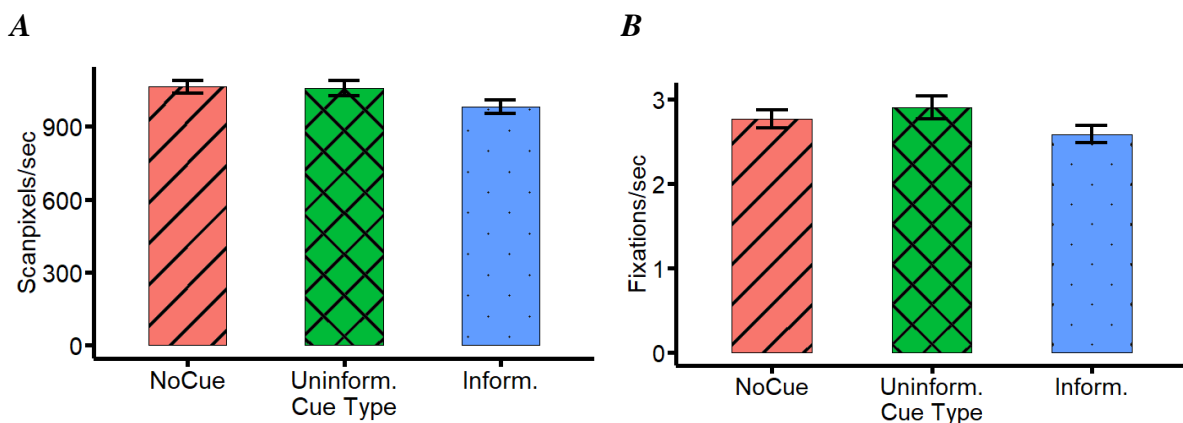 A
Scanpixels/sec
900
600
300
0
NoCue
Uninform.
Inform.
Cue Type
B
Fixations/sec
3
2
1
0
NoCue
Uninform.
Inform.
Cue Type